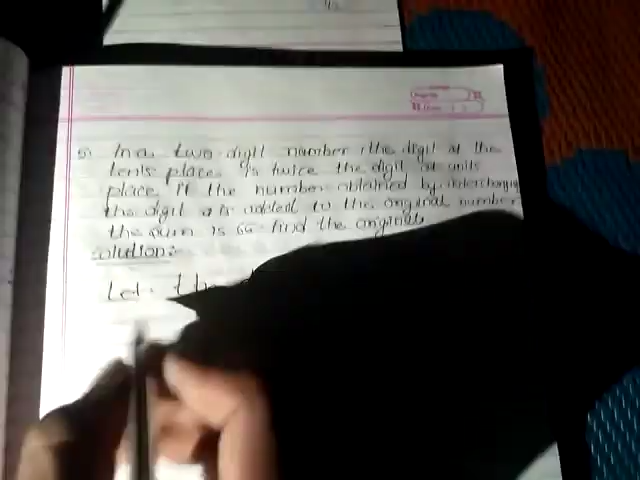 5. In a two digit number the digit at the
tens place is twice the digit at units
place If the number obtained by interchanging
the digit is added to the original number
the sum is 66 find the original
solution:-
Let the